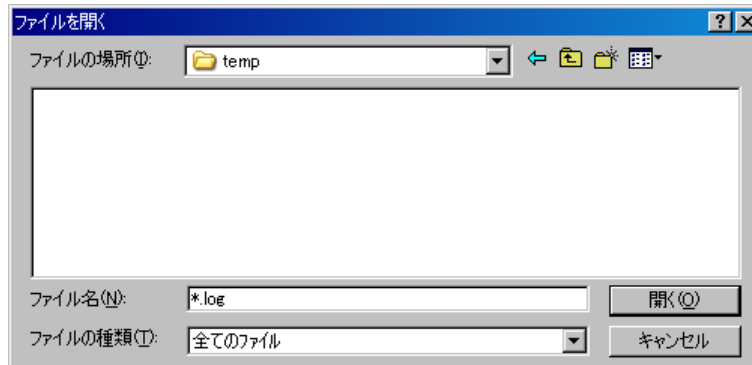 ファイルを開く
ファイルの場所(I): temp
ファイル名(N): *.log 開く(O)
ファイルの種類(T): 全てのファイル キャンセル